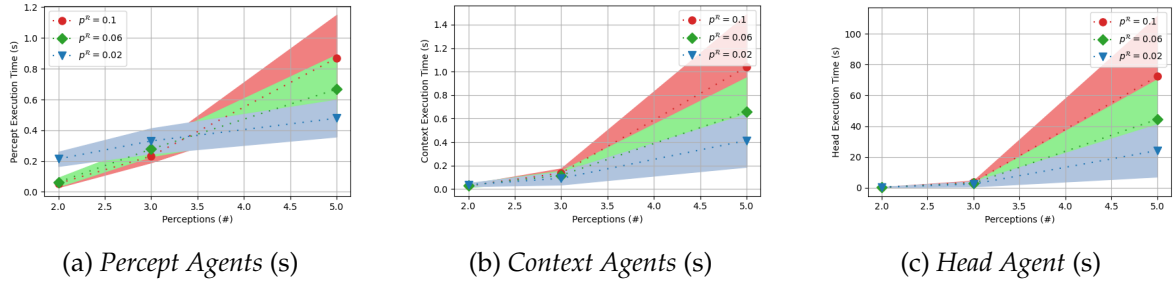 1.2
1.0
0.8
0.6
0.4
0.2
0.0
Percept Execution Time (s)
p^R = 0.1
p^R = 0.06
p^R = 0.02
2.0 2.5 3.0 3.5 4.0 4.5 5.0
Perceptions (#)
(a) Percept Agents (s)
1.4
1.2
1.0
0.8
0.6
0.4
0.2
0.0
Context Execution Time (s)
p^R = 0.1
p^R = 0.06
p^R = 0.02
2.0 2.5 3.0 3.5 4.0 4.5 5.0
Perceptions (#)
(b) Context Agents (s)
100
80
60
40
20
0
Head Execution Time (s)
p^R = 0.1
p^R = 0.06
p^R = 0.02
2.0 2.5 3.0 3.5 4.0 4.5 5.0
Perceptions (#)
(c) Head Agent (s)